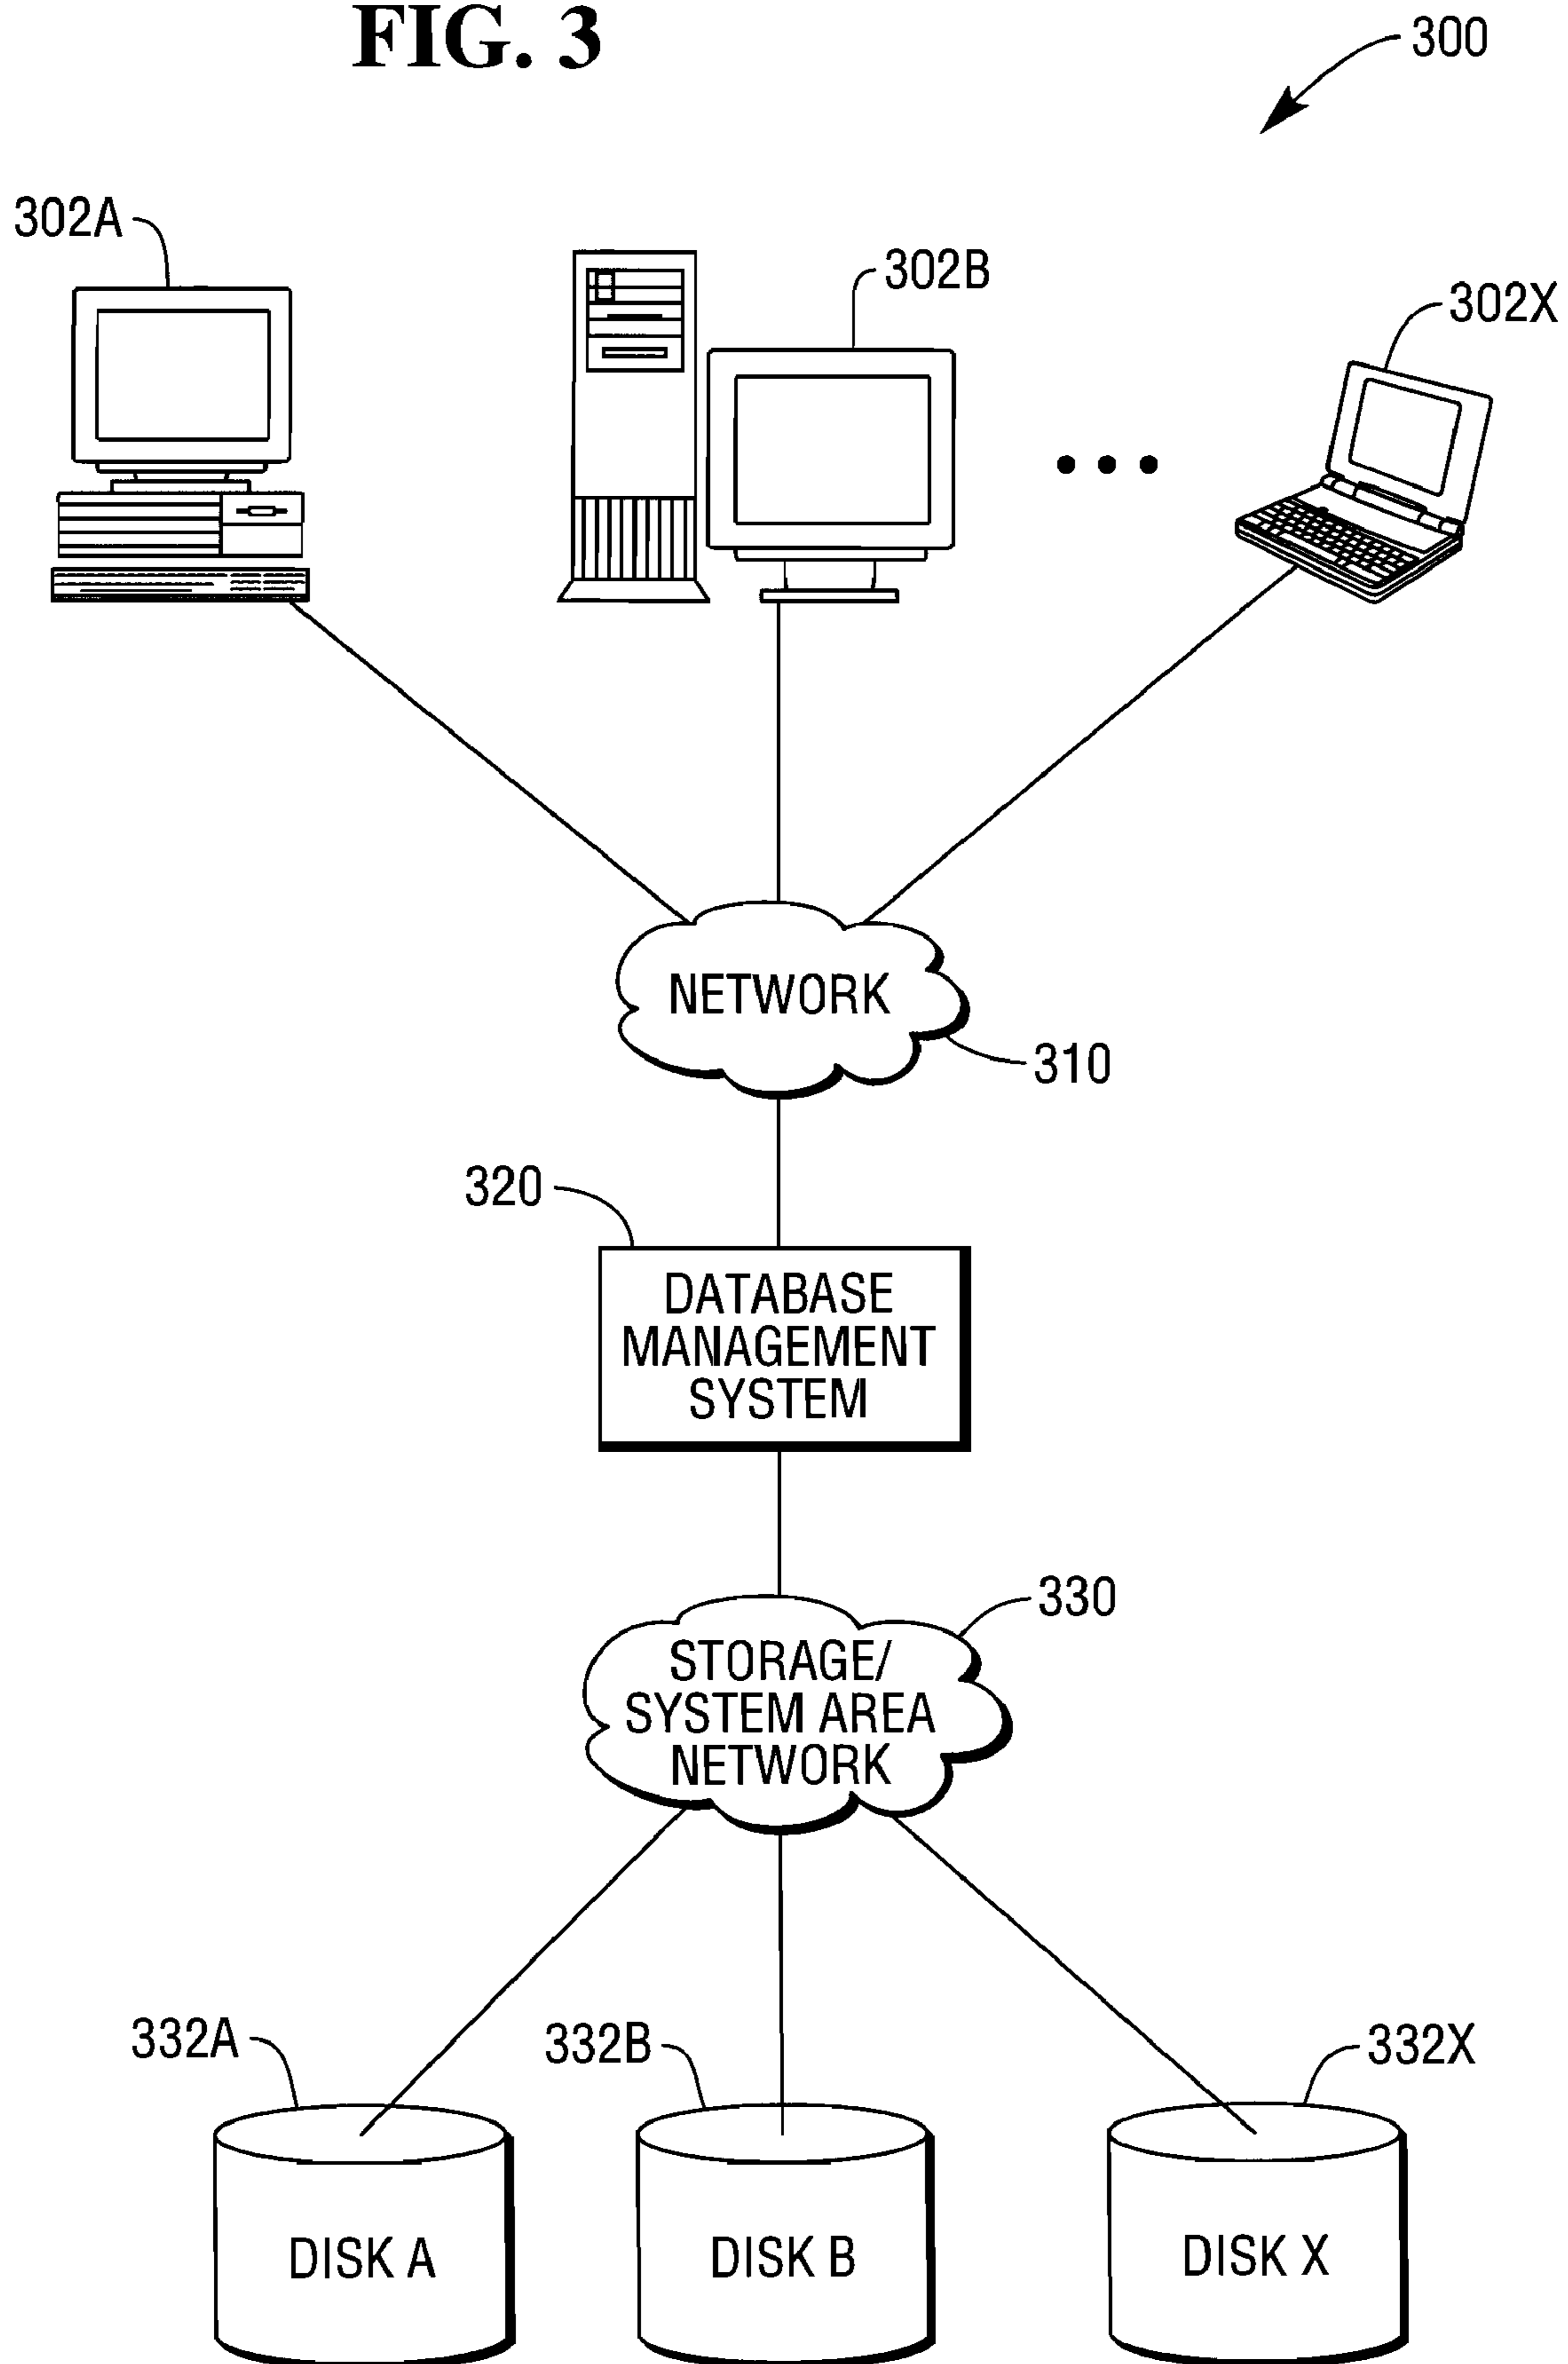 FIG. 3
300
302A
302B
302X
NETWORK
310
320
DATABASE
MANAGEMENT
SYSTEM
330
STORAGE/
SYSTEM AREA
NETWORK
332A
332B
332X
DISK A
DISK B
DISK X